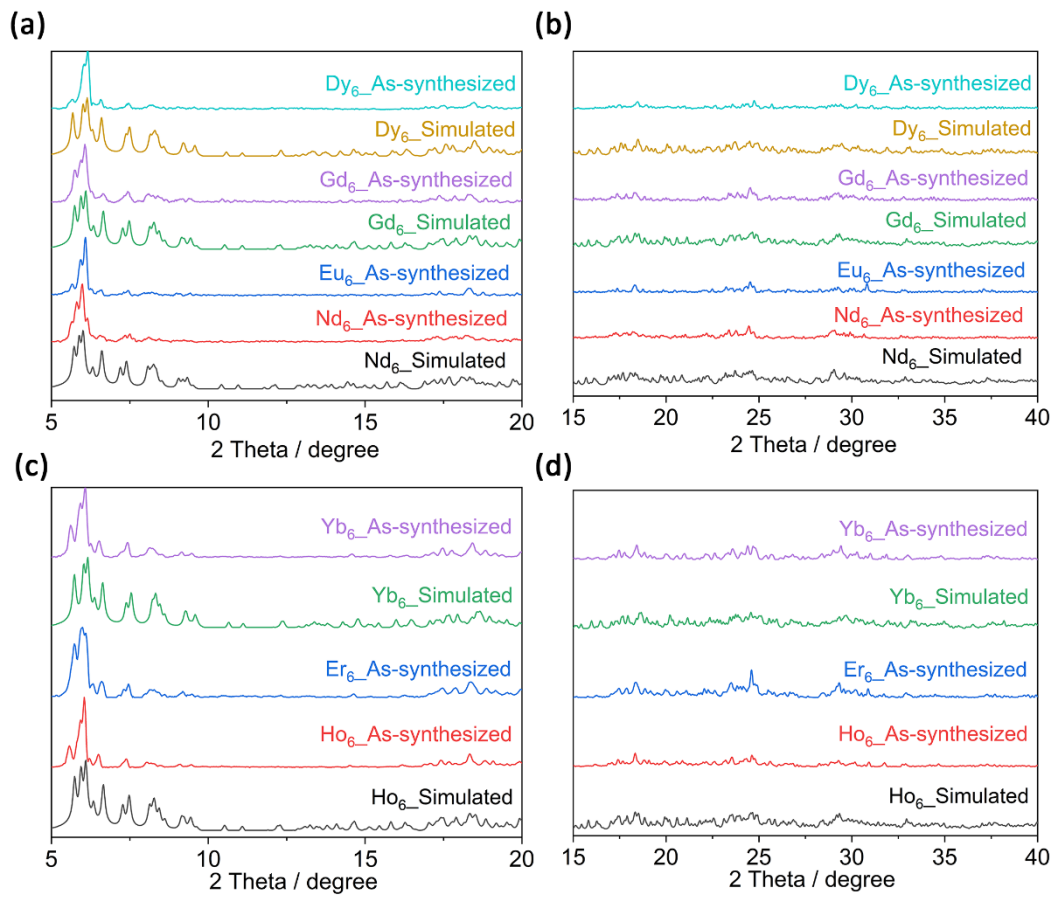 (a)
Dy6_As-synthesized
Dy6_Simulated
Gd6_As-synthesized
Gd6_Simulated
Eu6_As-synthesized
Nd6_As-synthesized
Nd6_Simulated
5 10 15 20
2 Theta / degree
(b)
Dy6_As-synthesized
Dy6_Simulated
Gd6_As-synthesized
Gd6_Simulated
Eu6_As-synthesized
Nd6_As-synthesized
Nd6_Simulated
15 20 25 30 35 40
2 Theta / degree
(c)
Yb6_As-synthesized
Yb6_Simulated
Er6_As-synthesized
Ho6_As-synthesized
Ho6_Simulated
5 10 15 20
2 Theta / degree
(d)
Yb6_As-synthesized
Yb6_Simulated
Er6_As-synthesized
Ho6_As-synthesized
Ho6_Simulated
15 20 25 30 35 40
2 Theta / degree